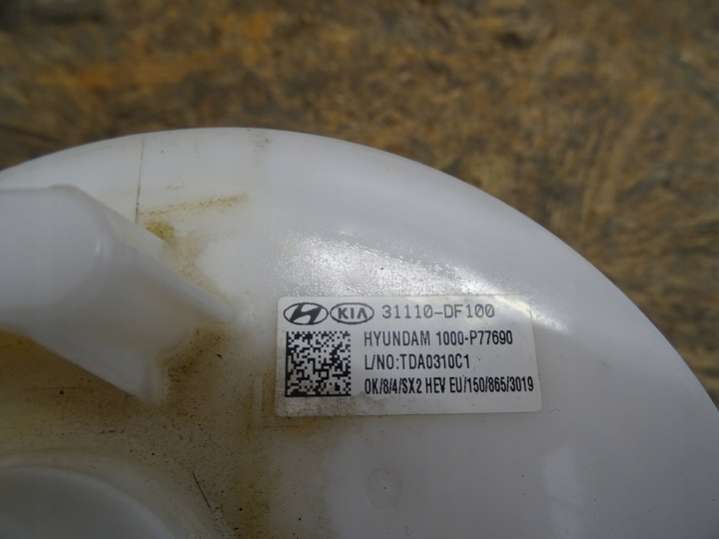 KIA 31110-DF100
HYUNDAM 1000-P77690
L/NO:TDA0310C1
OK/8/4/SX2 HEV EU/150/865/3019